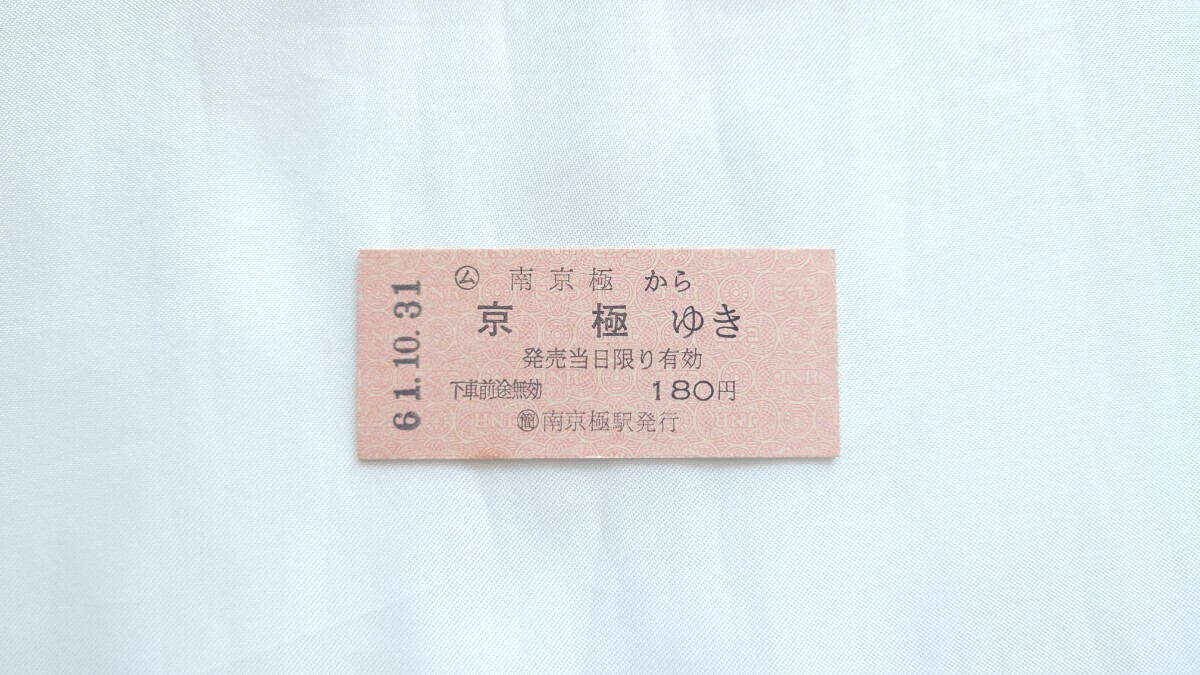 61.10.31
㋰ 南京極 から
京 極 ゆき
発売当日限り有効
下車前途無効 180円
簡南京極駅発行